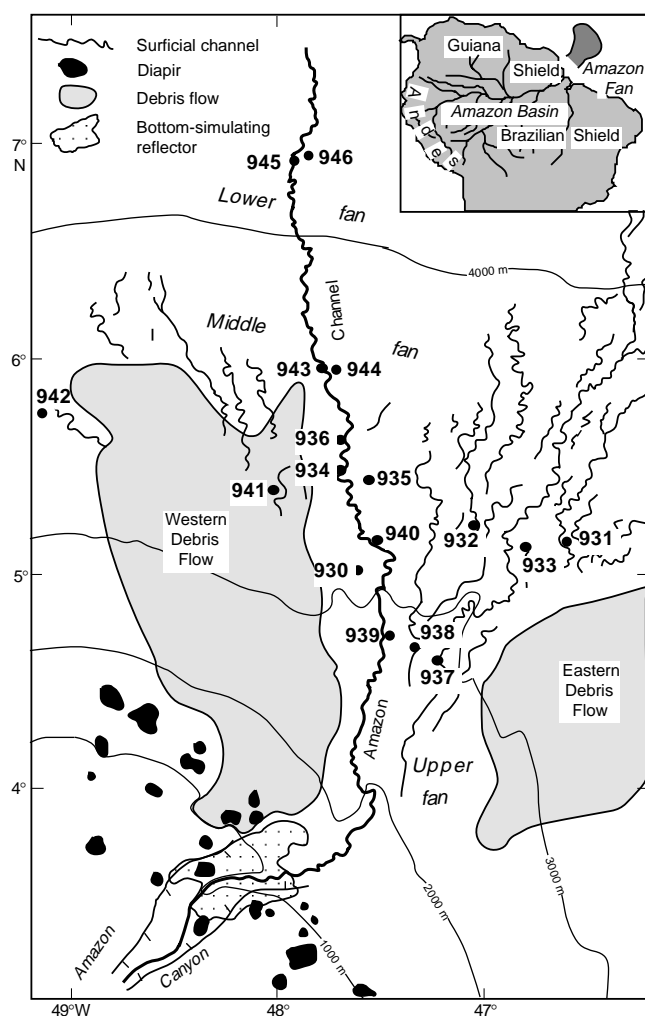 Surficial channel
Diapir
Debris flow
Bottom-simulating
reflector
Guiana
Shield
Amazon
Fan
Andes
Amazon Basin
Brazilian
Shield
7°
N
945
946
Lower
fan
4000 m
Middle
Channel
fan
6°
943
944
942
936
934
935
941
Western
Debris
Flow
940
932
931
933
930
5°
939
938
937
Eastern
Debris
Flow
Amazon
Upper
fan
4°
3000 m
2000 m
1000 m
Amazon
Canyon
49°W
48°
47°